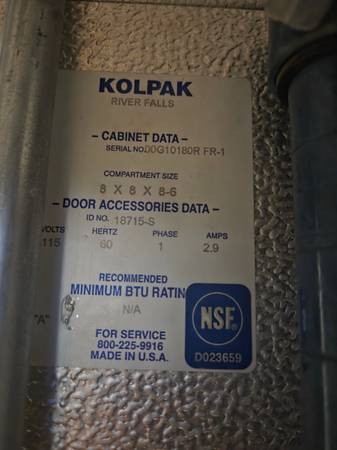 KOLPAK
RIVER FALLS
– CABINET DATA –
SERIAL NO. 00G10180R FR-1
COMPARTMENT SIZE
8 X 8 X 8-6
– DOOR ACCESSORIES DATA –
ID NO. 18715-S
VOLTS HERTZ PHASE AMPS
115 60 1 2.9
RECOMMENDED
MINIMUM BTU RATIN
N/A
"A"
NSF®
FOR SERVICE
800-225-9916
MADE IN U.S.A.
D023659